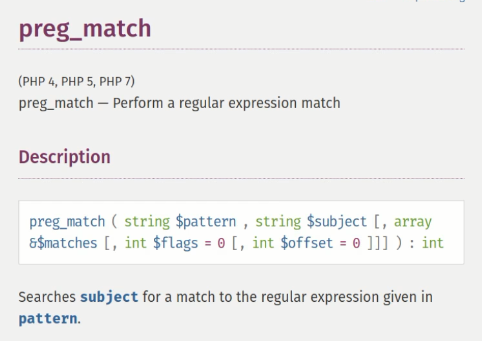 preg_match
(PHP 4, PHP 5, PHP 7)
preg_match — Perform a regular expression match
Description
preg_match ( string $pattern , string $subject [, array
&$matches [, int $flags = 0 [, int $offset = 0 ]]] ) : int
Searches subject for a match to the regular expression given in
pattern.